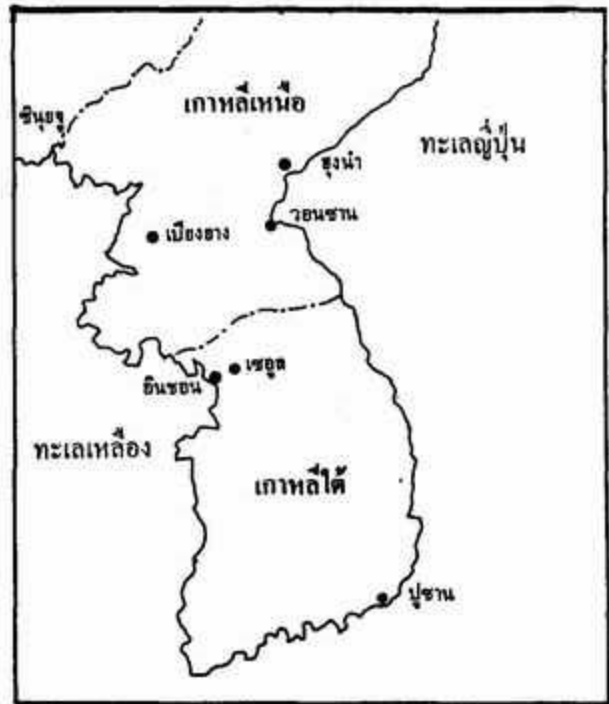 เกาหลีเหนือ
ชินุยจู
ทะเลญี่ปุ่น
ฮุงนำ
วอนซาน
เปียงยาง
เซอูล
อินชอน
ทะเลเหลือง
เกาหลีใต้
ปูซาน